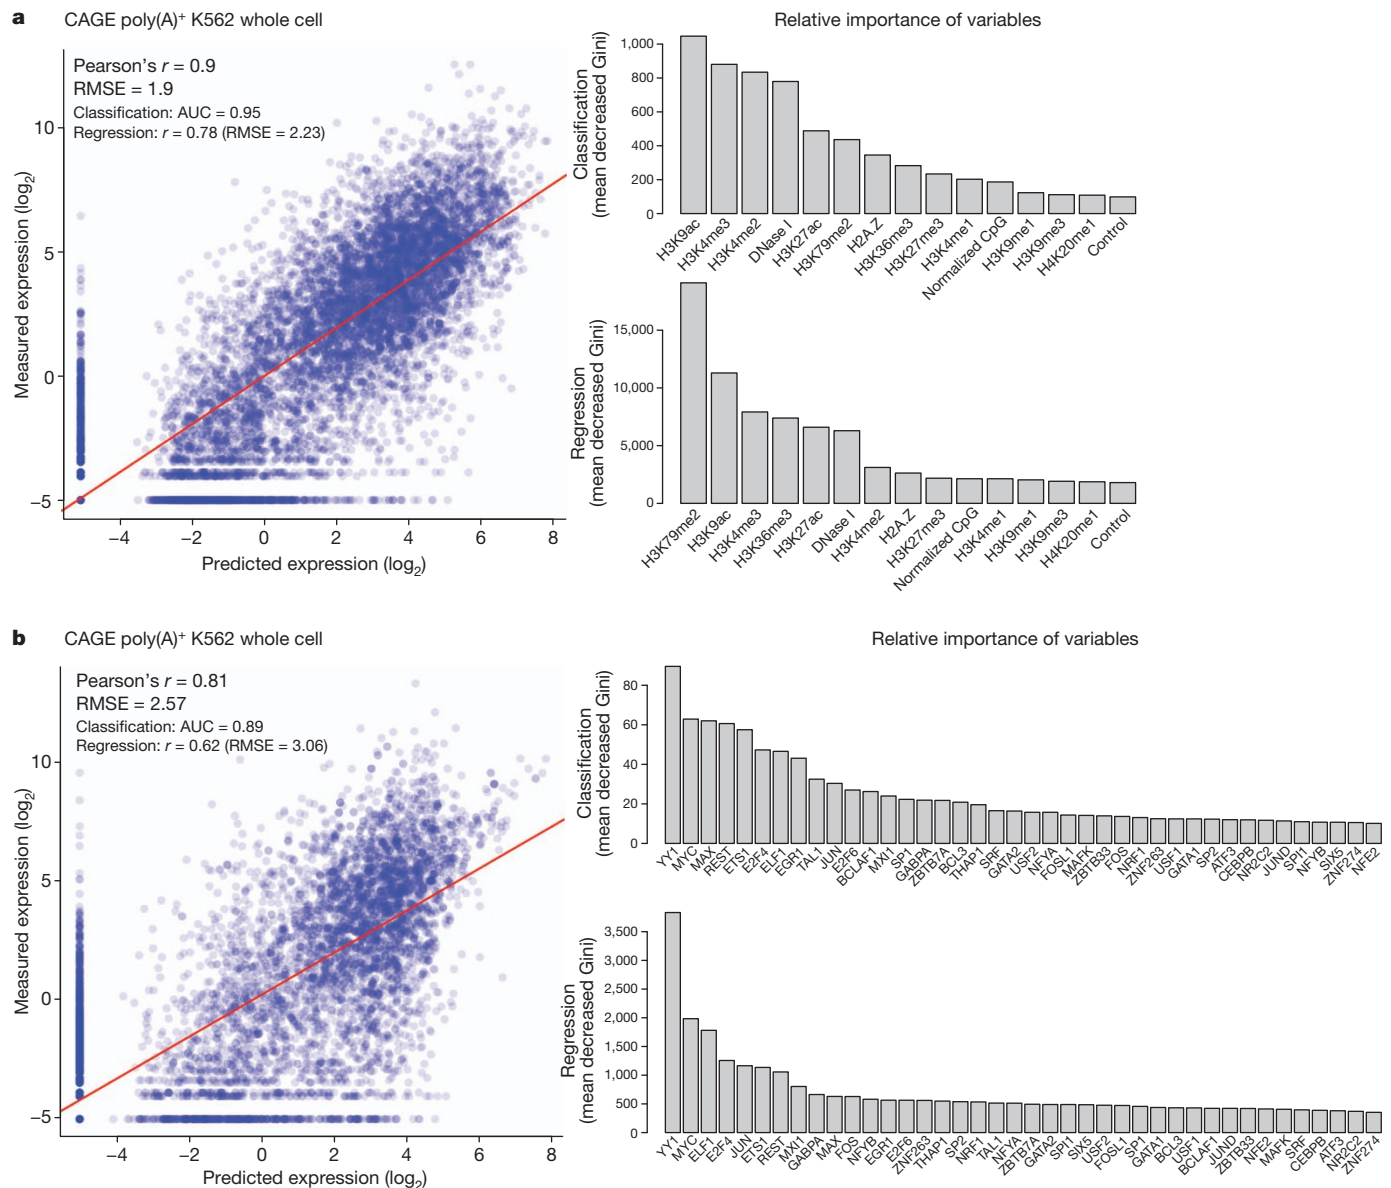 a
CAGE poly(A)+ K562 whole cell
Pearson's r = 0.9
RMSE = 1.9
Classification: AUC = 0.95
Regression: r = 0.78 (RMSE = 2.23)
Measured expression (log2)
10
5
0
−5
−4 −2 0 2 4 6 8
Predicted expression (log2)
Relative importance of variables
Classification
(mean decreased Gini)
1,000
800
600
400
200
0
H3K9ac H3K4me3 H3K4me2 DNase I H3K27ac H3K79me2 H2A.Z H3K36me3 H3K27me3 H3K4me1 Normalized CpG H3K9me1 H3K9me3 H4K20me1 Control
Regression
(mean decreased Gini)
15,000
10,000
5,000
0
H3K79me2 H3K9ac H3K4me3 H3K36me3 H3K27ac DNase I H3K4me2 H2A.Z H3K27me3 Normalized CpG H3K4me1 H3K9me1 H3K9me3 H4K20me1 Control
b
CAGE poly(A)+ K562 whole cell
Pearson's r = 0.81
RMSE = 2.57
Classification: AUC = 0.89
Regression: r = 0.62 (RMSE = 3.06)
Measured expression (log2)
10
5
0
−5
−4 −2 0 2 4 6 8
Predicted expression (log2)
Relative importance of variables
Classification
(mean decreased Gini)
80
60
40
20
0
YY1 MYC MAX REST ETS1 E2F4 ELF1 EGR1 TAL1 JUN E2F6 BCLAF1 MXI1 SP1 GABPA ZBTB7A BCL3 THAP1 SRF GATA2 USF2 NFYA FOSL1 MAFK ZBTB33 FOS NRF1 ZNF263 USF1 GATA1 SP2 ATF3 CEBPB NR2C2 JUND SPI1 NFYB SIX5 ZNF274 NFE2
Regression
(mean decreased Gini)
3,500
3,000
2,500
2,000
1,500
1,000
500
0
YY1 MYC ELF1 E2F4 JUN ETS1 REST MXI1 GABPA MAX FOS NFYB EGR1 E2F6 ZNF263 THAP1 SP2 NRF1 TAL1 NFYA ZBTB7A GATA2 SPI1 SIX5 USF2 FOSL1 SP1 GATA1 BCL3 USF1 BCLAF1 JUND ZBTB33 NFE2 MAFK SRF CEBPB ATF3 NR2C2 ZNF274